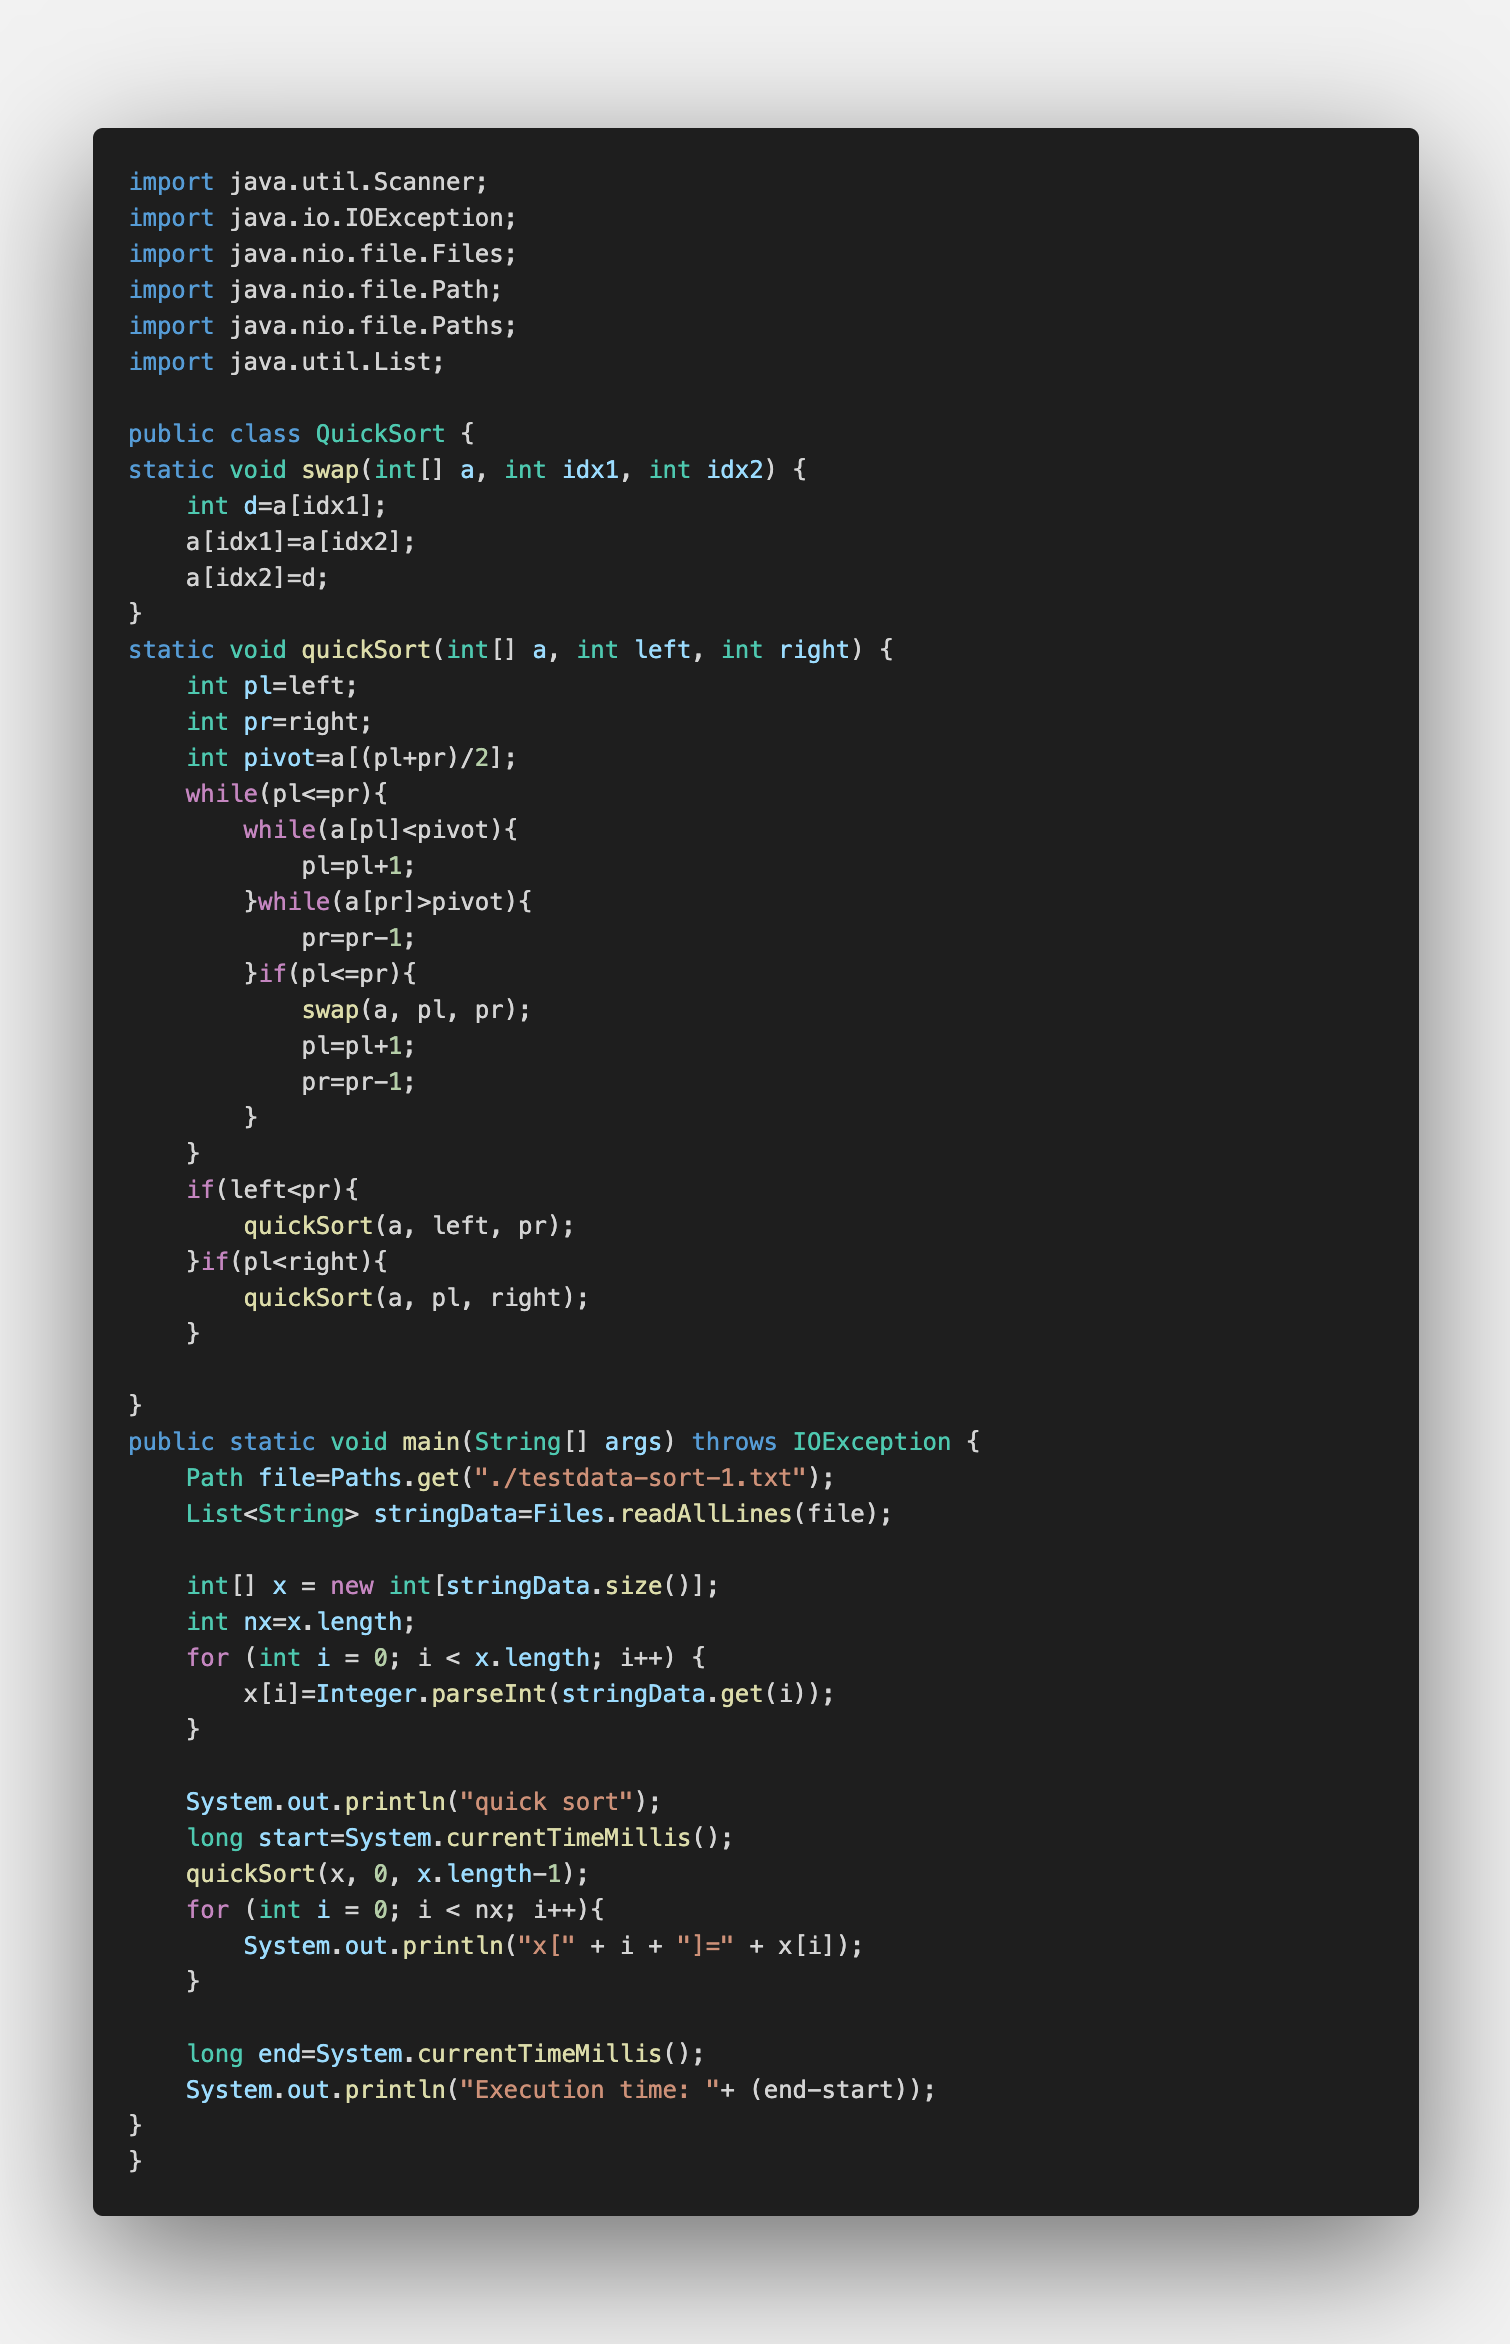 import java.util.Scanner;
import java.io.IOException;
import java.nio.file.Files;
import java.nio.file.Path;
import java.nio.file.Paths;
import java.util.List;

public class QuickSort {
static void swap(int[] a, int idx1, int idx2) {
    int d=a[idx1];
    a[idx1]=a[idx2];
    a[idx2]=d;
}
static void quickSort(int[] a, int left, int right) {
    int pl=left;
    int pr=right;
    int pivot=a[(pl+pr)/2];
    while(pl<=pr){
        while(a[pl]<pivot){
            pl=pl+1;
        }while(a[pr]>pivot){
            pr=pr-1;
        }if(pl<=pr){
            swap(a, pl, pr);
            pl=pl+1;
            pr=pr-1;
        }
    }
    if(left<pr){
        quickSort(a, left, pr);
    }if(pl<right){
        quickSort(a, pl, right);
    }

}
public static void main(String[] args) throws IOException {
    Path file=Paths.get("./testdata-sort-1.txt");
    List<String> stringData=Files.readAllLines(file);

    int[] x = new int[stringData.size()];
    int nx=x.length;
    for (int i = 0; i < x.length; i++) {
        x[i]=Integer.parseInt(stringData.get(i));
    }

    System.out.println("quick sort");
    long start=System.currentTimeMillis();
    quickSort(x, 0, x.length-1);
    for (int i = 0; i < nx; i++){
        System.out.println("x[" + i + "]=" + x[i]);
    }

    long end=System.currentTimeMillis();
    System.out.println("Execution time: "+ (end-start));
}
}